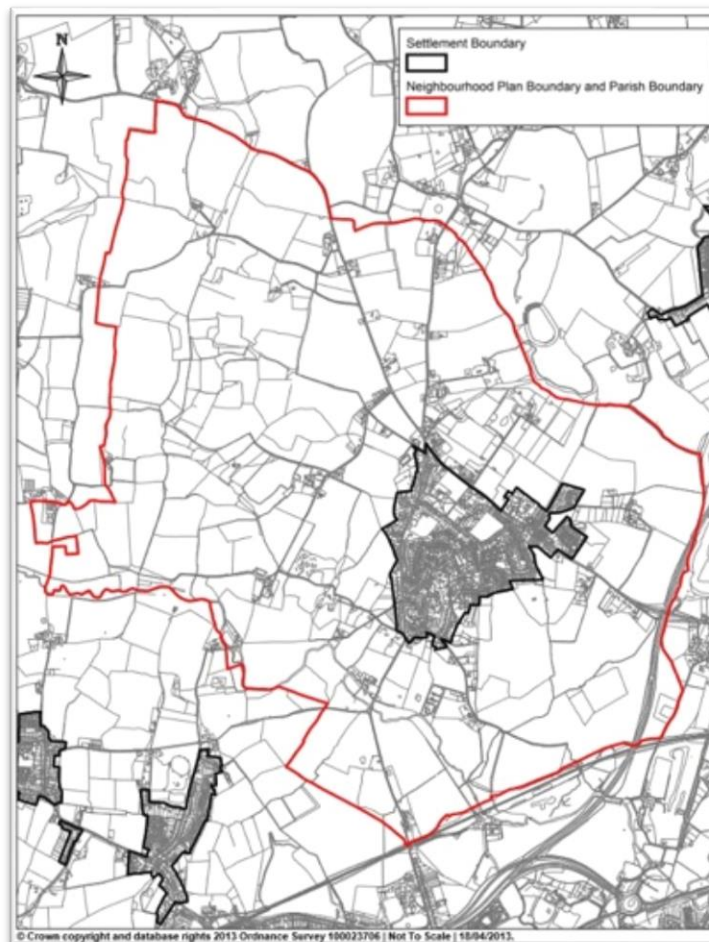 N
Settlement Boundary
Neighbourhood Plan Boundary and Parish Boundary
© Crown copyright and database rights 2013 Ordnance Survey 100023706 | Not To Scale | 18/04/2013.